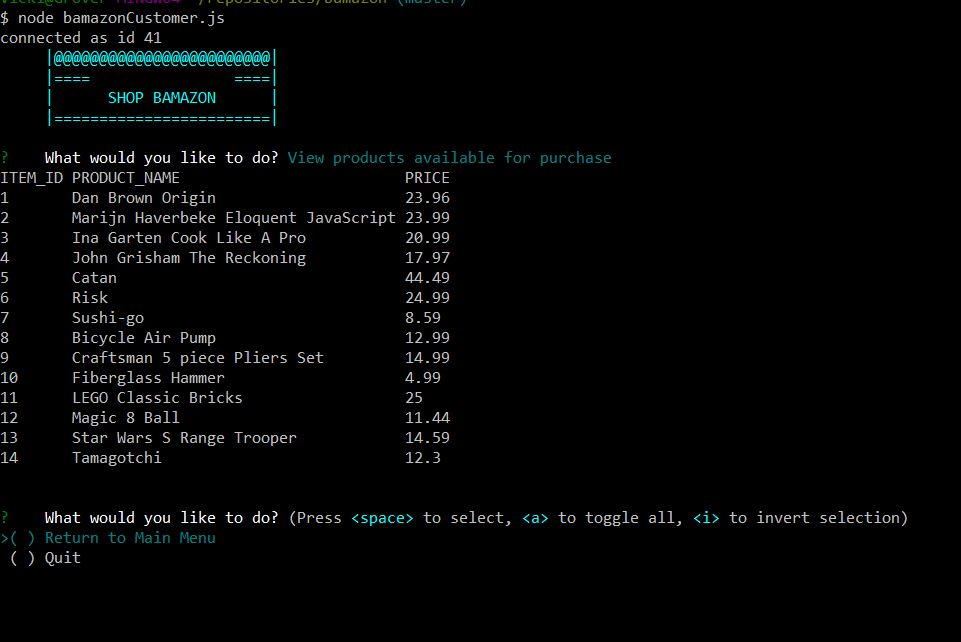 $ node bamazonCustomer.js
connected as id 41
|@@@@@@@@@@@@@@@@@@@@@@@@|
|====                ====|
|      SHOP BAMAZON      |
|========================|
? What would you like to do? View products available for purchase
ITEM_ID PRODUCT_NAME PRICE
1 Dan Brown Origin 23.96
2 Marijn Haverbeke Eloquent JavaScript 23.99
3 Ina Garten Cook Like A Pro 20.99
4 John Grisham The Reckoning 17.97
5 Catan 44.49
6 Risk 24.99
7 Sushi-go 8.59
8 Bicycle Air Pump 12.99
9 Craftsman 5 piece Pliers Set 14.99
10 Fiberglass Hammer 4.99
11 LEGO Classic Bricks 25
12 Magic 8 Ball 11.44
13 Star Wars S Range Trooper 14.59
14 Tamagotchi 12.3
? What would you like to do? (Press <space> to select, <a> to toggle all, <i> to invert selection)
>( ) Return to Main Menu
( ) Quit